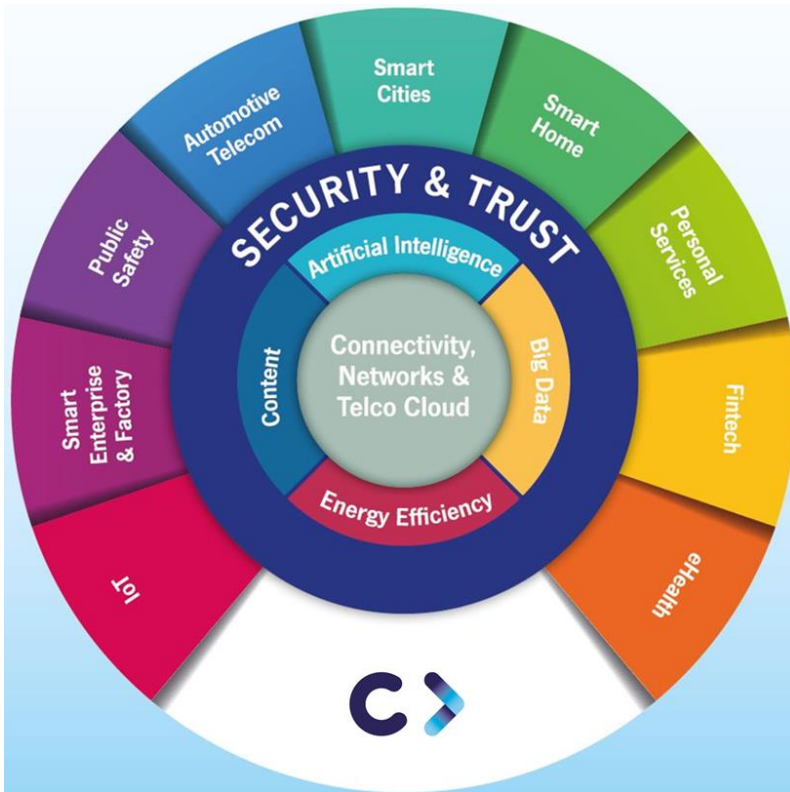 Smart
Cities
Smart
Home
Personal
Services
Fintech
eHealth
IoT
Smart
Enterprise
& Factory
Public
Safety
Automotive
Telecom
SECURITY & TRUST
Artificial Intelligence
Big Data
Energy Efficiency
Content
Connectivity,
Networks &
Telco Cloud
C